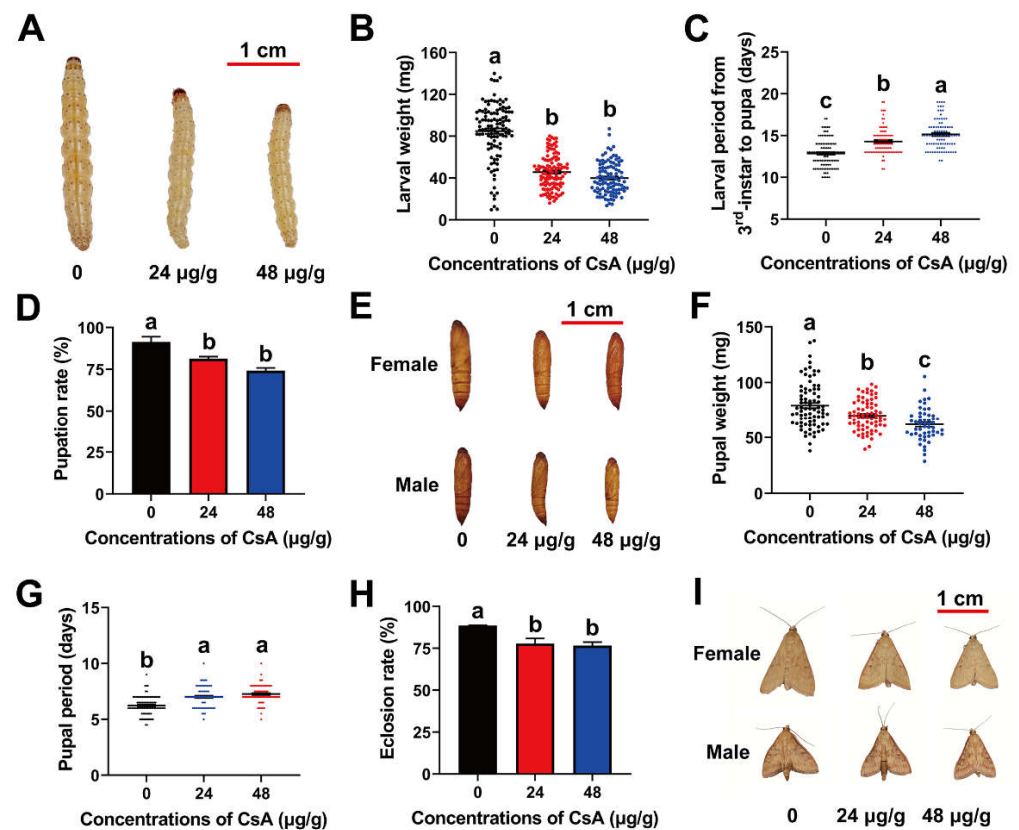 A
1 cm
0 24 µg/g 48 µg/g
B
Larval weight (mg)
160
120
80
40
0
a
b
b
0 24 48
Concentrations of CsA (µg/g)
C
Larval period from
3rd-instar to pupa (days)
25
20
15
10
5
c
b
a
0 24 48
Concentrations of CsA (µg/g)
D
Pupation rate (%)
100
75
50
25
0
a
b
b
0 24 48
Concentrations of CsA (µg/g)
E
1 cm
Female
Male
0 24 µg/g 48 µg/g
F
Pupal weight (mg)
150
100
50
0
a
b
c
0 24 48
Concentrations of CsA (µg/g)
G
Pupal period (days)
15
10
5
0
b
a
a
0 24 48
Concentrations of CsA (µg/g)
H
Eclosion rate (%)
100
75
50
25
0
a
b
b
0 24 48
Concentrations of CsA (µg/g)
I
1 cm
Female
Male
0 24 µg/g 48 µg/g